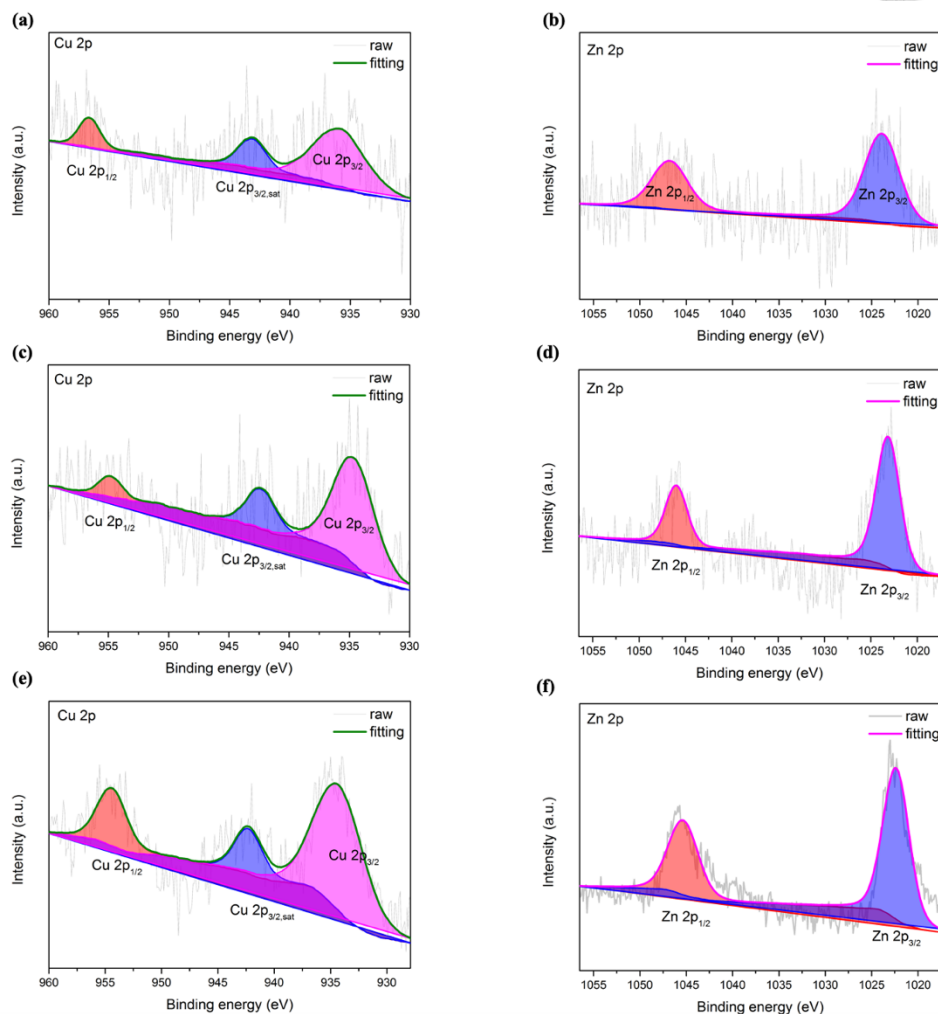 (a)
Cu 2p
raw
fitting
Cu 2p1/2
Cu 2p3/2,sat
Cu 2p3/2
Intensity (a.u.)
960 955 950 945 940 935 930
Binding energy (eV)
(b)
Zn 2p
raw
fitting
Zn 2p1/2
Zn 2p3/2
Intensity (a.u.)
1055 1050 1045 1040 1035 1030 1025 1020
Binding energy (eV)
(c)
Cu 2p
raw
fitting
Cu 2p1/2
Cu 2p3/2,sat
Cu 2p3/2
Intensity (a.u.)
960 955 950 945 940 935 930
Binding energy (eV)
(d)
Zn 2p
raw
fitting
Zn 2p1/2
Zn 2p3/2
Intensity (a.u.)
1055 1050 1045 1040 1035 1030 1025 1020
Binding energy (eV)
(e)
Cu 2p
raw
fitting
Cu 2p1/2
Cu 2p3/2,sat
Cu 2p3/2
Intensity (a.u.)
960 955 950 945 940 935 930
Binding energy (eV)
(f)
Zn 2p
raw
fitting
Zn 2p1/2
Zn 2p3/2
Intensity (a.u.)
1055 1050 1045 1040 1035 1030 1025 1020
Binding energy (eV)